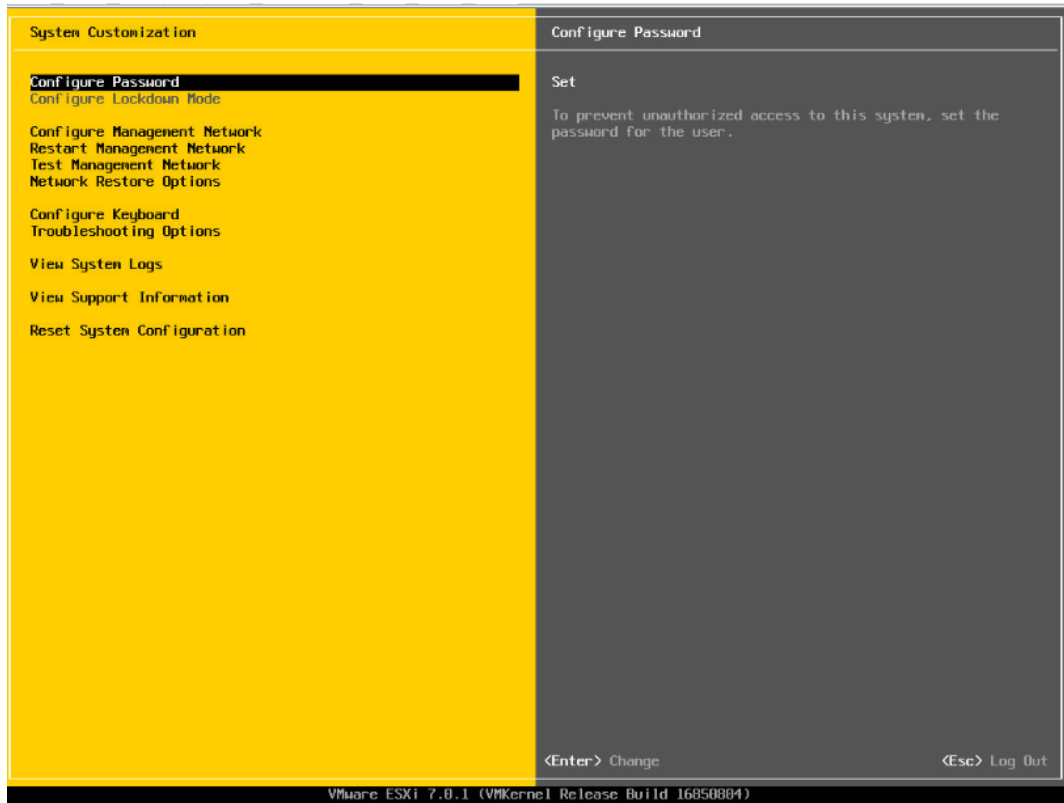 System Customization
Configure Password
Configure Password
Configure Lockdown Mode
Configure Management Network
Restart Management Network
Test Management Network
Network Restore Options
Configure Keyboard
Troubleshooting Options
View System Logs
View Support Information
Reset System Configuration
Set
To prevent unauthorized access to this system, set the
password for the user.
<Enter> Change
<Esc> Log Out
VMware ESXi 7.0.1 (VMKernel Release Build 16850804)